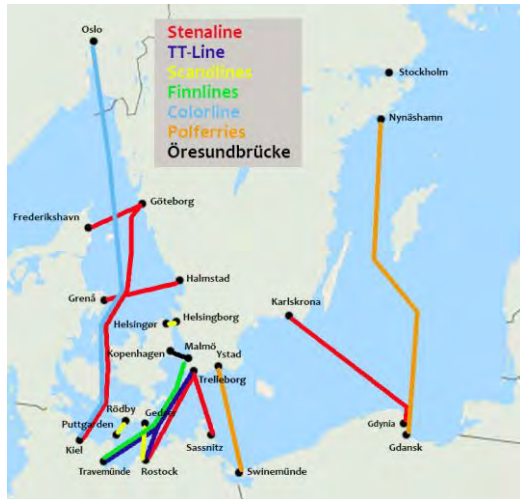 Stenaline
TT-Line
Scandlines
Finnlines
Colorline
Polferries
Öresundbrücke
Oslo
Stockholm
Nynäshamn
Göteborg
Frederikshavn
Halmstad
Grenå
Karlskrona
Helsingør
Helsingborg
Malmö
Kopenhagen
Ystad
Trelleborg
Rödby
Gedser
Puttgarden
Gdynia
Kiel
Sassnitz
Gdansk
Travemünde
Rostock
Swinemünde